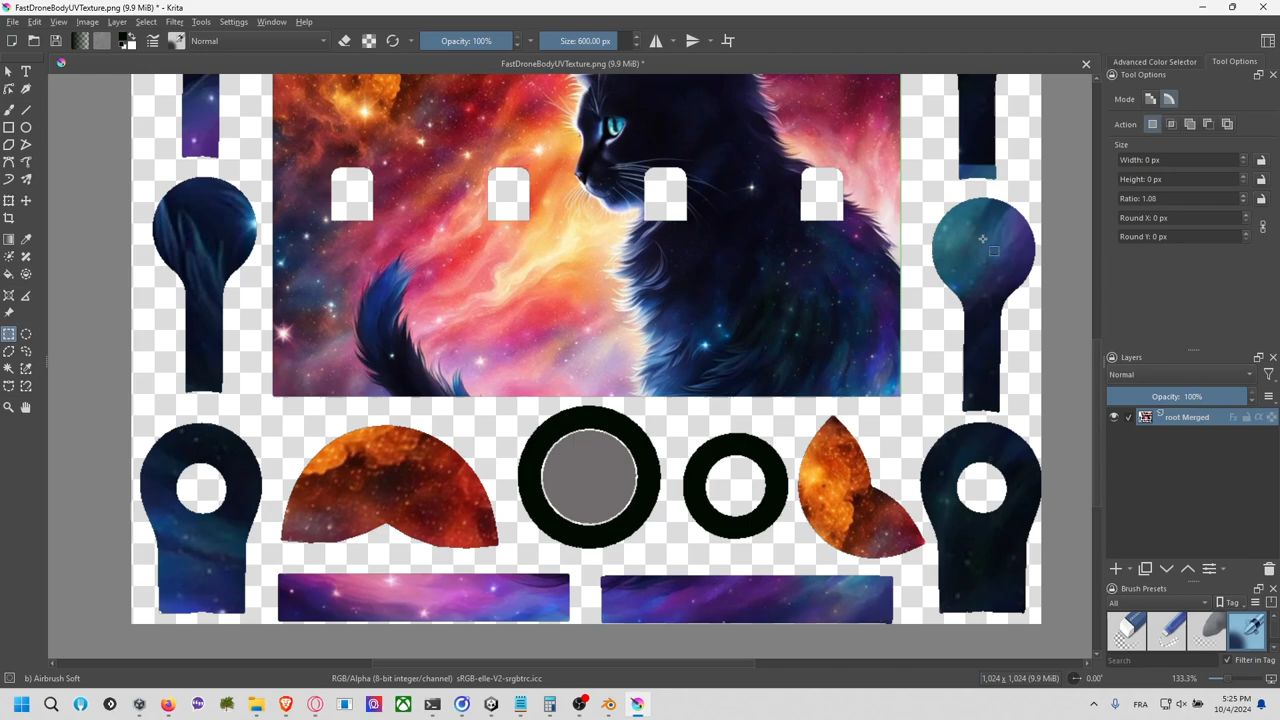 FastDroneBodyUVTexture.png (9.9 MiB) * - Krita
File Edit View Image Layer Select Filter Tools Settings Window Help
Normal
Opacity: 100%
Size: 600.00 px
FastDroneBodyUVTexture.png (9.9 MiB) *
Advanced Color Selector
Tool Options
Tool Options
Mode
Action
Size
Width: 0 px
Height: 0 px
Ratio: 1.08
Round X: 0 px
Round Y: 0 px
Layers
Normal
Opacity: 100%
root Merged
Brush Presets
All
Tag
Search
Filter in Tag
b) Airbrush Soft
RGB/Alpha (8-bit integer/channel) sRGB-elle-V2-srgbtrc.icc
1,024 x 1,024 (9.9 MiB)
0.00°
133.3%
FRA
5:25 PM
10/4/2024